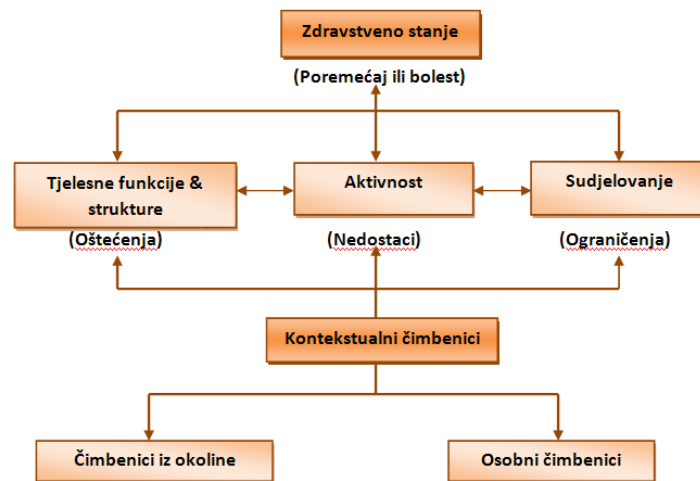 Zdravstveno stanje
(Poremećaj ili bolest)
Tjelesne funkcije &
strukture
Aktivnost
Sudjelovanje
(Oštećenja)
(Nedostaci)
(Ograničenja)
Kontekstualni čimbenici
Čimbenici iz okoline
Osobni čimbenici